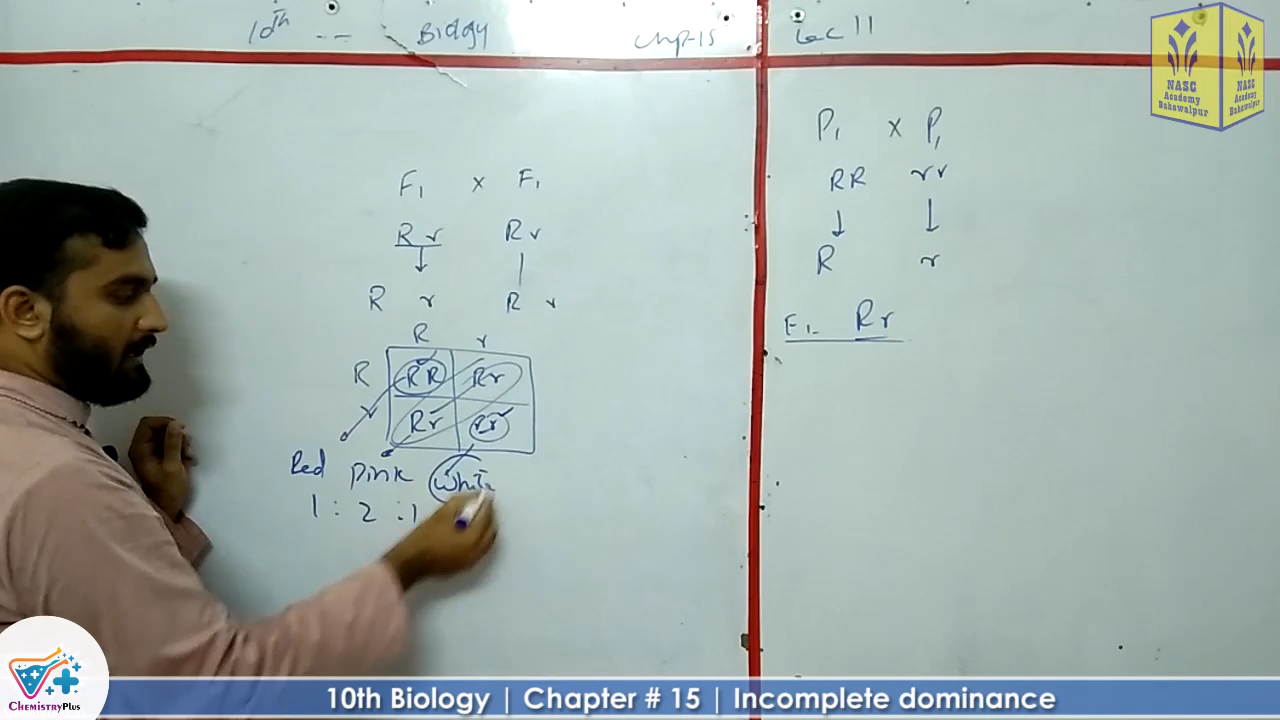 10th -- Biology Chp-15 Lec 11
NASC
Academy
Bahawalpur
NASC
Academy
Bahawalpur
F1 x F1
Rr Rr
R r R r
R r
R RR Rr
Rr rr
Red pink white
1 : 2 : 1
P1 x P1
RR rr
R r
F1- Rr
ChemistryPlus
10th Biology | Chapter # 15 | Incomplete dominance